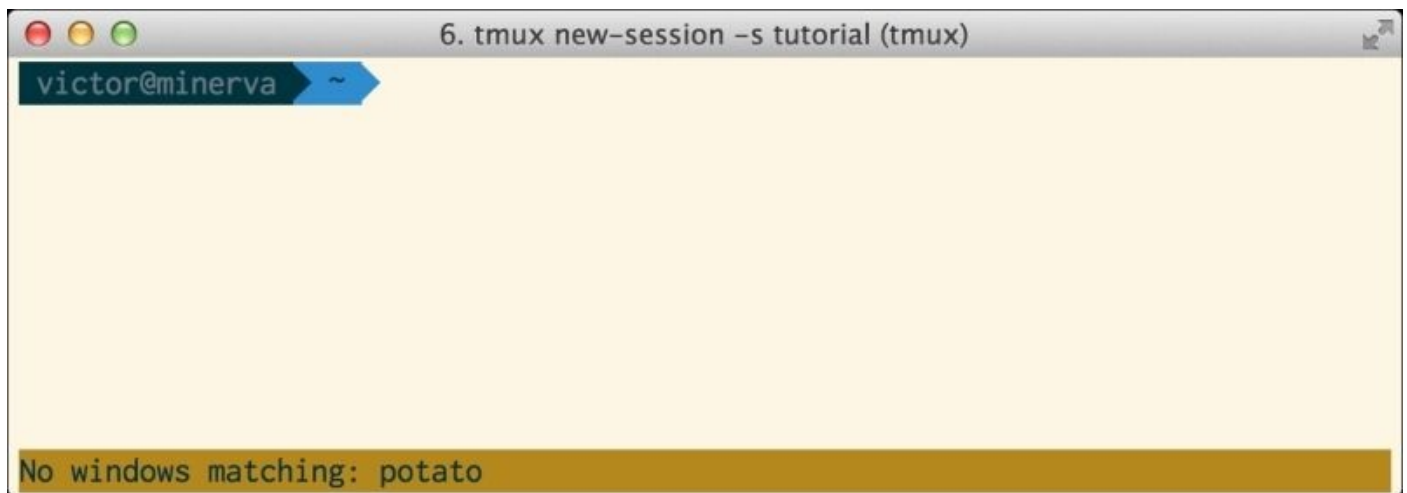 6. tmux new-session -s tutorial (tmux)
victor@minerva ~
No windows matching: potato